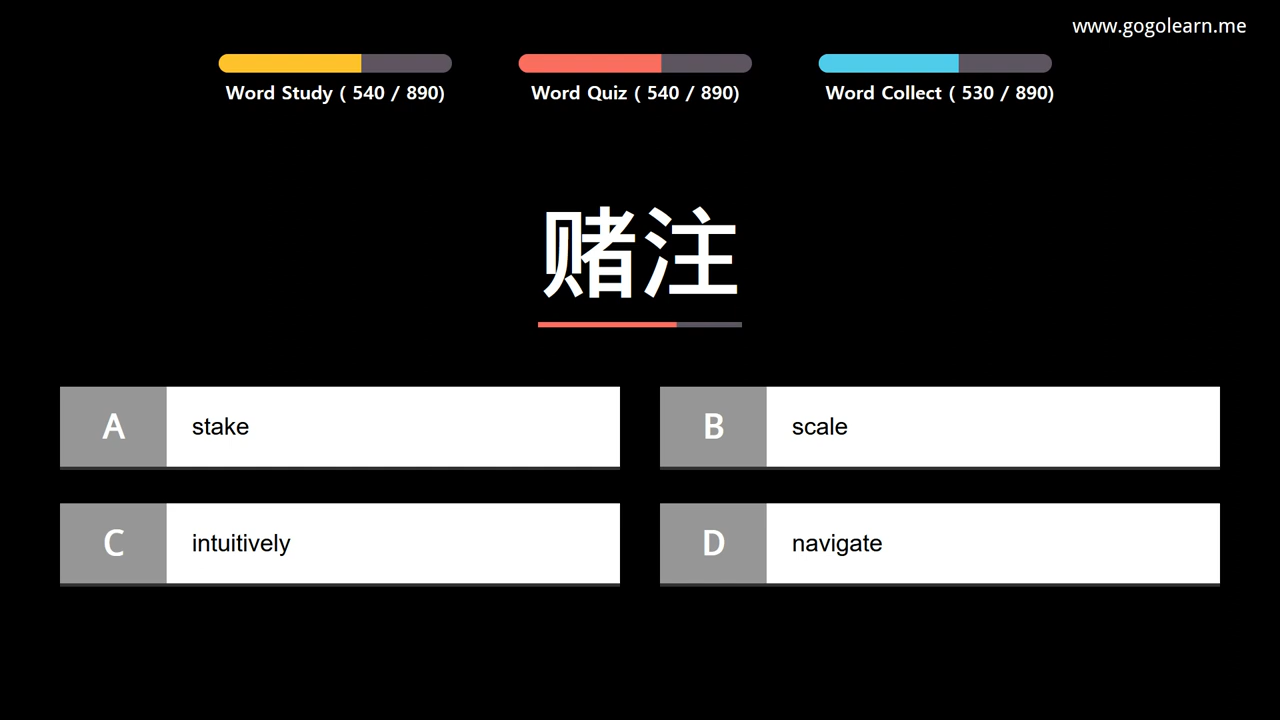 www.gogolearn.me
Word Study ( 540 / 890)
Word Quiz ( 540 / 890)
Word Collect ( 530 / 890)
赌注
A stake
B scale
C intuitively
D navigate